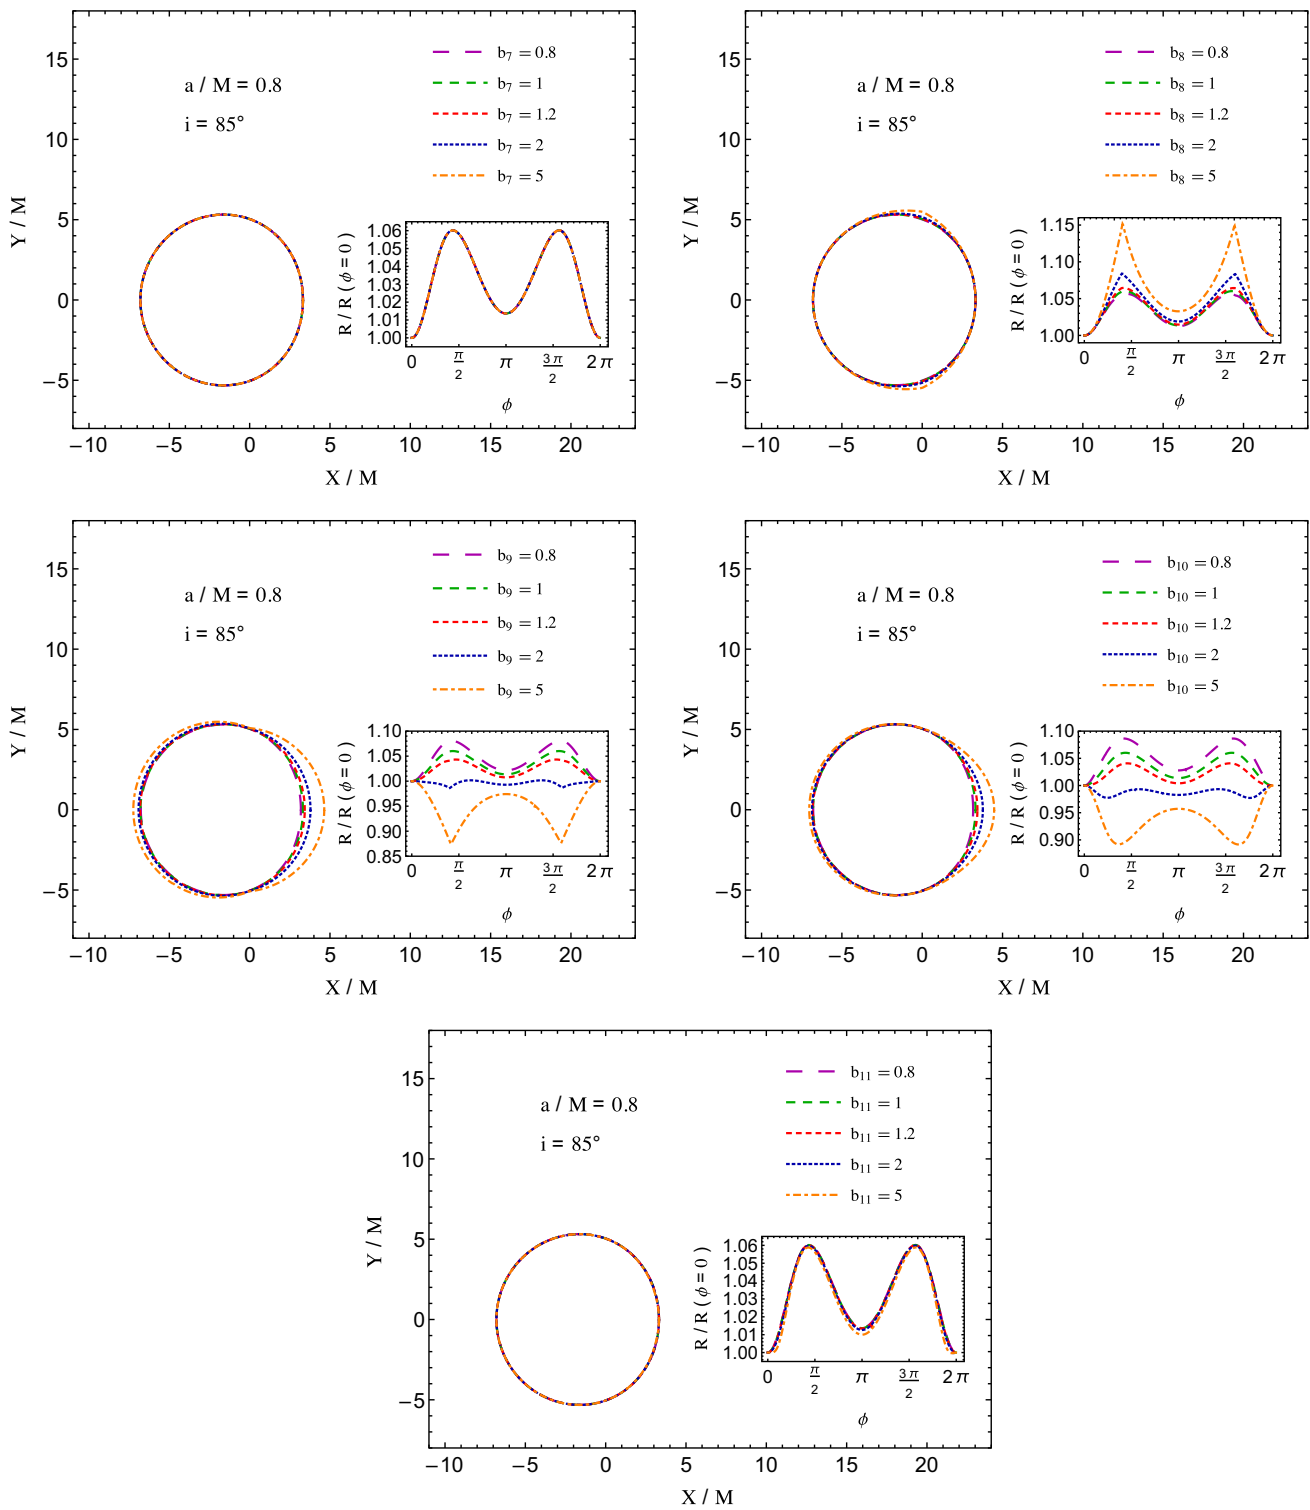 a / M = 0.8
i = 85°
b₇ = 0.8
b₇ = 1
b₇ = 1.2
b₇ = 2
b₇ = 5
Y / M
15
10
5
0
−5
−10 −5 0 5 10 15 20
X / M
R / R ( ϕ = 0 )
1.06
1.05
1.04
1.03
1.02
1.01
1.00
0 π/2 π 3π/2 2π
ϕ
a / M = 0.8
i = 85°
b₈ = 0.8
b₈ = 1
b₈ = 1.2
b₈ = 2
b₈ = 5
Y / M
15
10
5
0
−5
−10 −5 0 5 10 15 20
X / M
R / R ( ϕ = 0 )
1.15
1.10
1.05
1.00
0 π/2 π 3π/2 2π
ϕ
a / M = 0.8
i = 85°
b₉ = 0.8
b₉ = 1
b₉ = 1.2
b₉ = 2
b₉ = 5
Y / M
15
10
5
0
−5
−10 −5 0 5 10 15 20
X / M
R / R ( ϕ = 0 )
1.10
1.05
1.00
0.95
0.90
0.85
0 π/2 π 3π/2 2π
ϕ
a / M = 0.8
i = 85°
b₁₀ = 0.8
b₁₀ = 1
b₁₀ = 1.2
b₁₀ = 2
b₁₀ = 5
Y / M
15
10
5
0
−5
−10 −5 0 5 10 15 20
X / M
R / R ( ϕ = 0 )
1.10
1.05
1.00
0.95
0.90
0 π/2 π 3π/2 2π
ϕ
a / M = 0.8
i = 85°
b₁₁ = 0.8
b₁₁ = 1
b₁₁ = 1.2
b₁₁ = 2
b₁₁ = 5
Y / M
15
10
5
0
−5
−10 −5 0 5 10 15 20
X / M
R / R ( ϕ = 0 )
1.06
1.05
1.04
1.03
1.02
1.01
1.00
0 π/2 π 3π/2 2π
ϕ